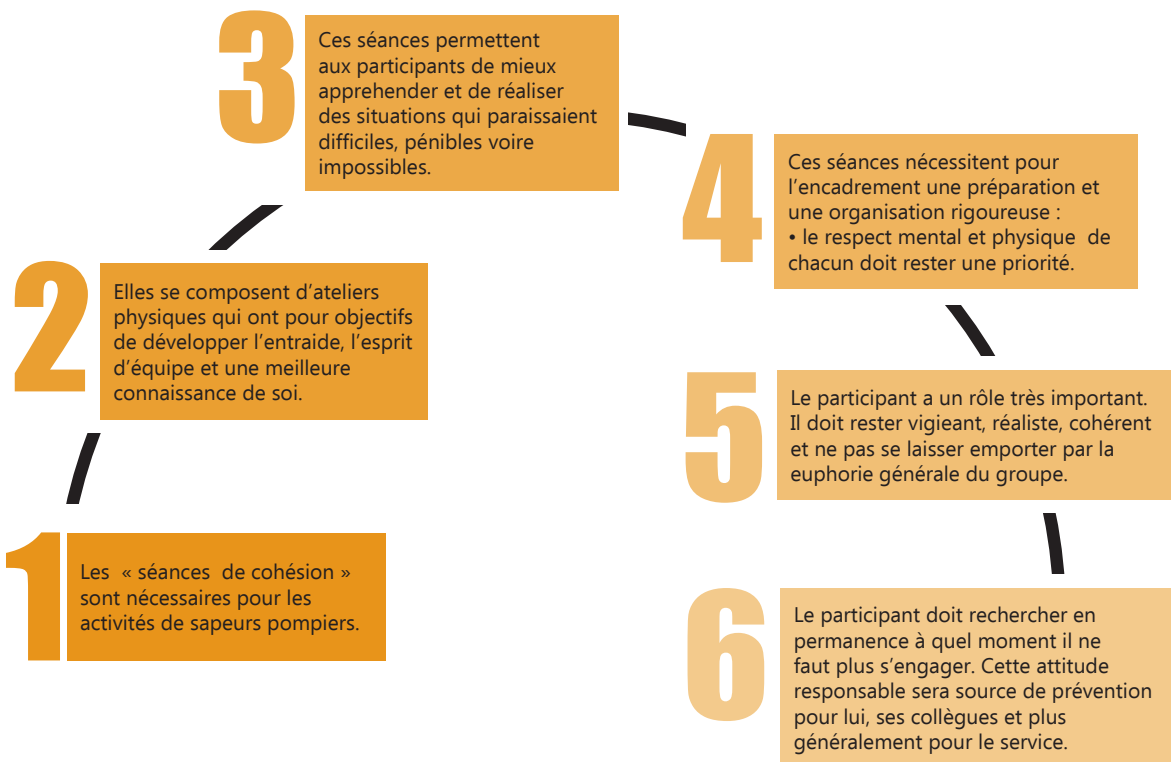 1
Les « séances de cohésion »
sont nécessaires pour les
activités de sapeurs pompiers.
2
Elles se composent d'ateliers
physiques qui ont pour objectifs
de développer l'entraide, l'esprit
d'équipe et une meilleure
connaissance de soi.
3
Ces séances permettent
aux participants de mieux
apprehender et de réaliser
des situations qui paraissaient
difficiles, pénibles voire
impossibles.
4
Ces séances nécessitent pour
l'encadrement une préparation et
une organisation rigoureuse :
• le respect mental et physique de
chacun doit rester une priorité.
5
Le participant a un rôle très important.
Il doit rester vigieant, réaliste, cohérent
et ne pas se laisser emporter par la
euphorie générale du groupe.
6
Le participant doit rechercher en
permanence à quel moment il ne
faut plus s'engager. Cette attitude
responsable sera source de prévention
pour lui, ses collègues et plus
généralement pour le service.